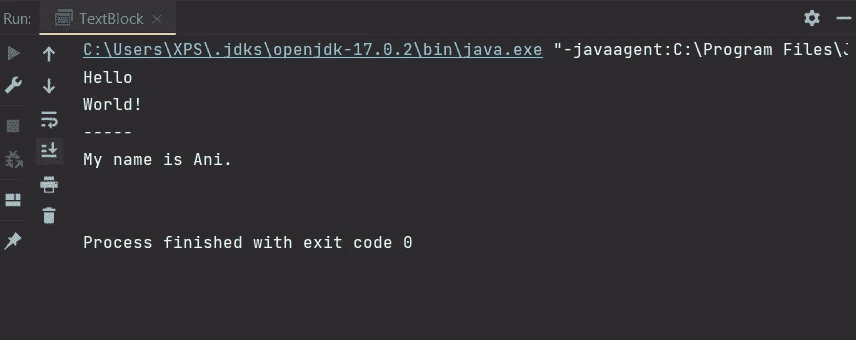 Run: TextBlock
C:\Users\XPS\.jdks\openjdk-17.0.2\bin\java.exe "-javaagent:C:\Program Files\J
Hello
World!
-----
My name is Ani.
Process finished with exit code 0